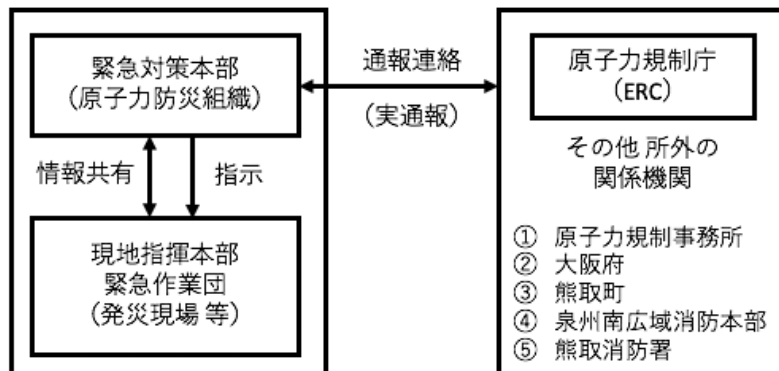 緊急対策本部
(原子力防災組織)
情報共有
指示
現地指揮本部
緊急作業団
(発災現場 等)
通報連絡
(実通報)
原子力規制庁
(ERC)
その他 所外の
関係機関
① 原子力規制事務所
② 大阪府
③ 熊取町
④ 泉州南広域消防本部
⑤ 熊取消防署